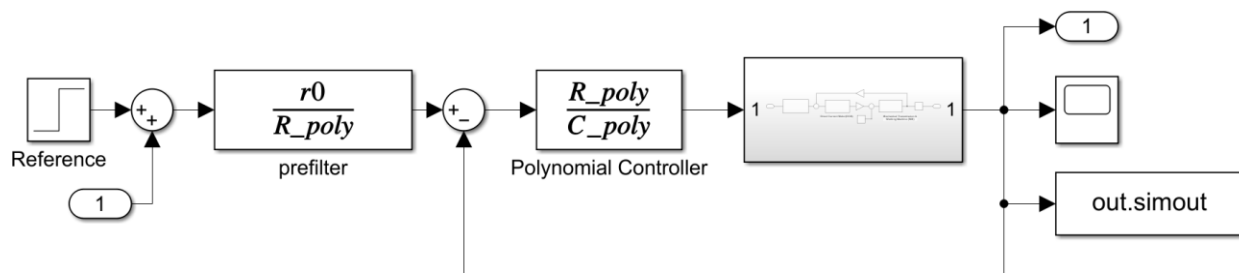 1
r0
R_poly
R_poly
C_poly
1
1
Reference
prefilter
Polynomial Controller
1
out.simout